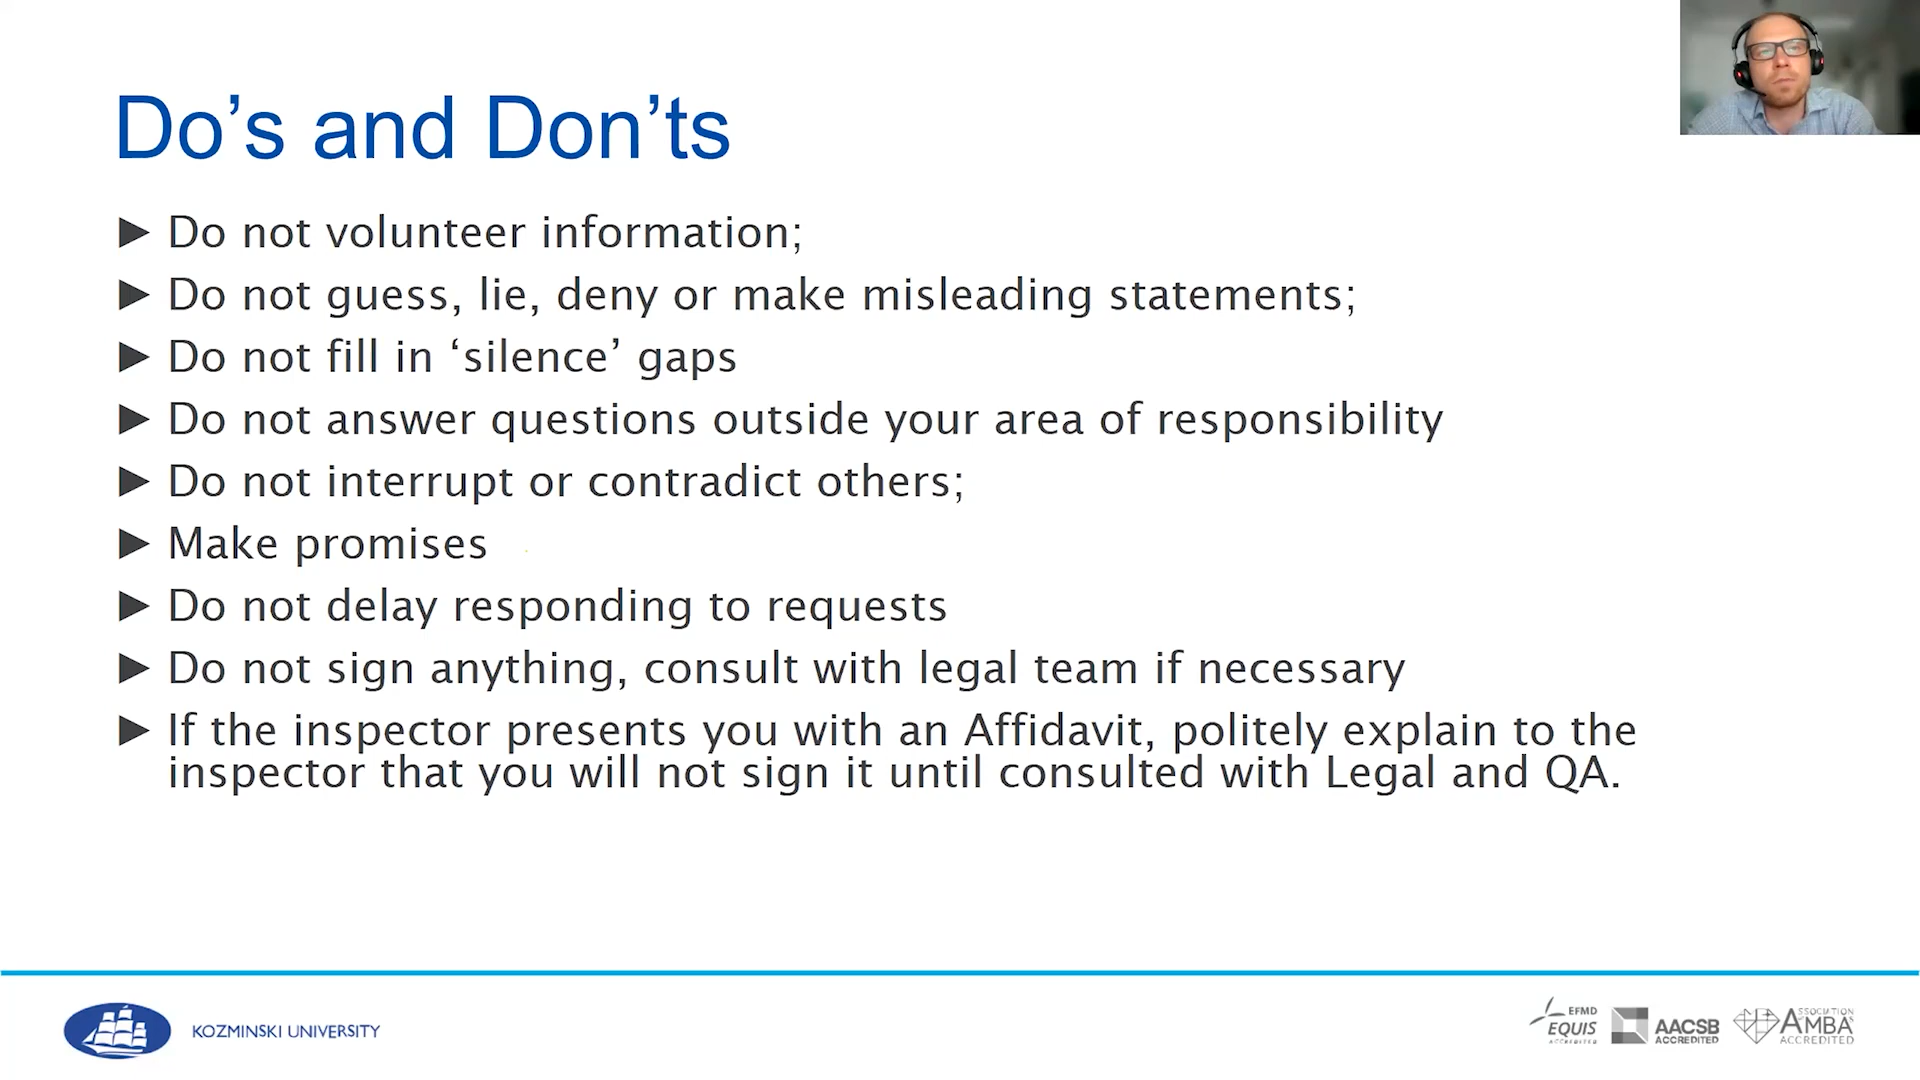 Do’s and Don’ts
► Do not volunteer information;
► Do not guess, lie, deny or make misleading statements;
► Do not fill in ‘silence’ gaps
► Do not answer questions outside your area of responsibility
► Do not interrupt or contradict others;
► Make promises
► Do not delay responding to requests
► Do not sign anything, consult with legal team if necessary
► If the inspector presents you with an Affidavit, politely explain to the
inspector that you will not sign it until consulted with Legal and QA.
KOZMINSKI UNIVERSITY
EFMD
EQUIS
ACCREDITED
AACSB
ACCREDITED
ASSOCIATION
AMBA
ACCREDITED